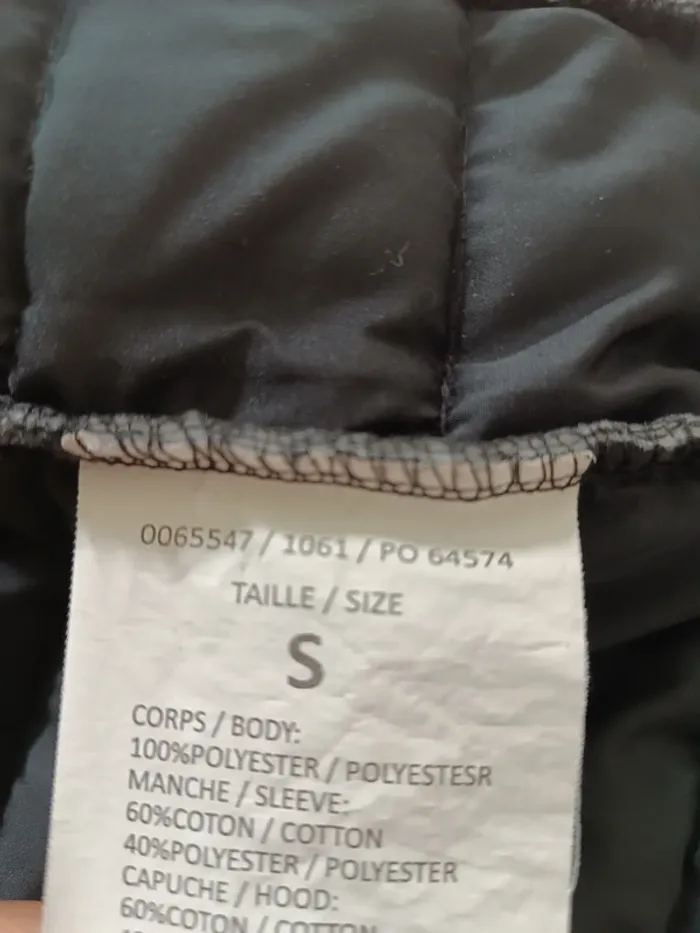 0065547 / 1061 / PO 64574
TAILLE / SIZE
S
CORPS / BODY:
100%POLYESTER / POLYESTESR
MANCHE / SLEEVE:
60%COTON / COTTON
40%POLYESTER / POLYESTER
CAPUCHE / HOOD:
60%COTON / COTTON